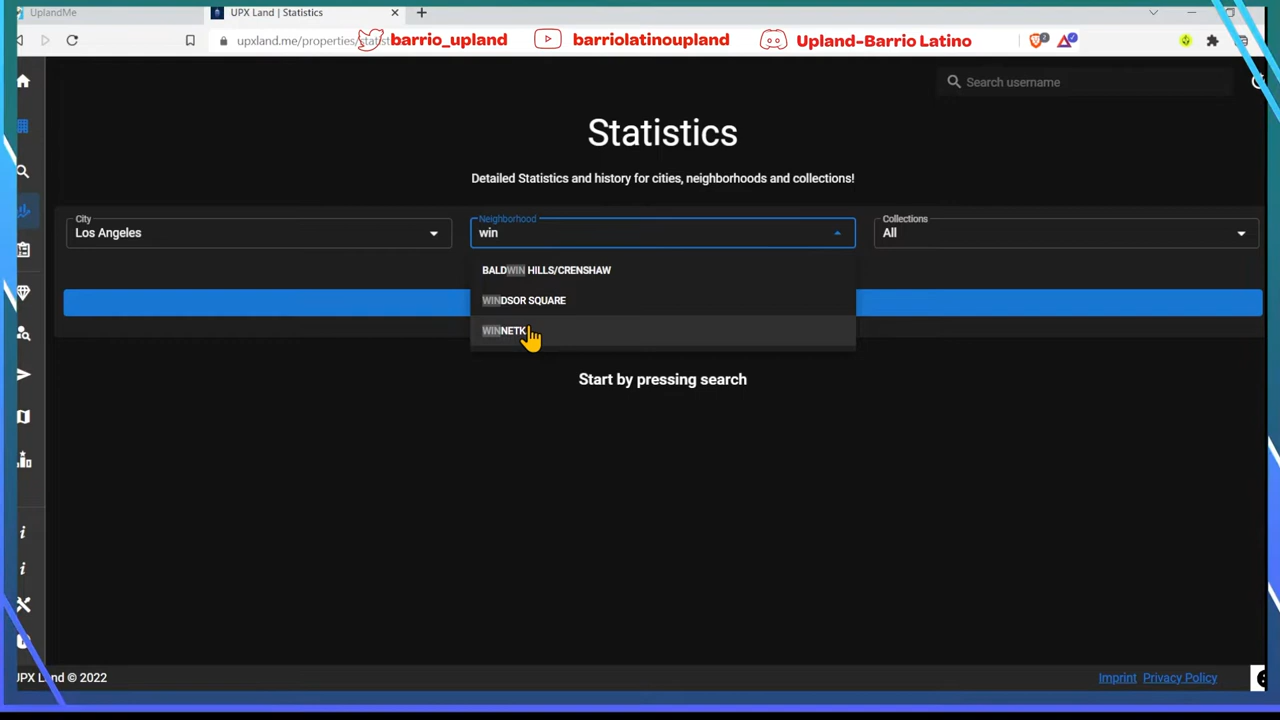 UplandMe
UPX Land | Statistics
upxland.me/properties/statist
barrio_upland
barriolatinoupland
Upland-Barrio Latino
Search username
Statistics
Detailed Statistics and history for cities, neighborhoods and collections!
City
Los Angeles
Neighborhood
win
Collections
All
BALDWIN HILLS/CRENSHAW
WINDSOR SQUARE
WINNETK
Start by pressing search
UPX Land © 2022
Imprint Privacy Policy